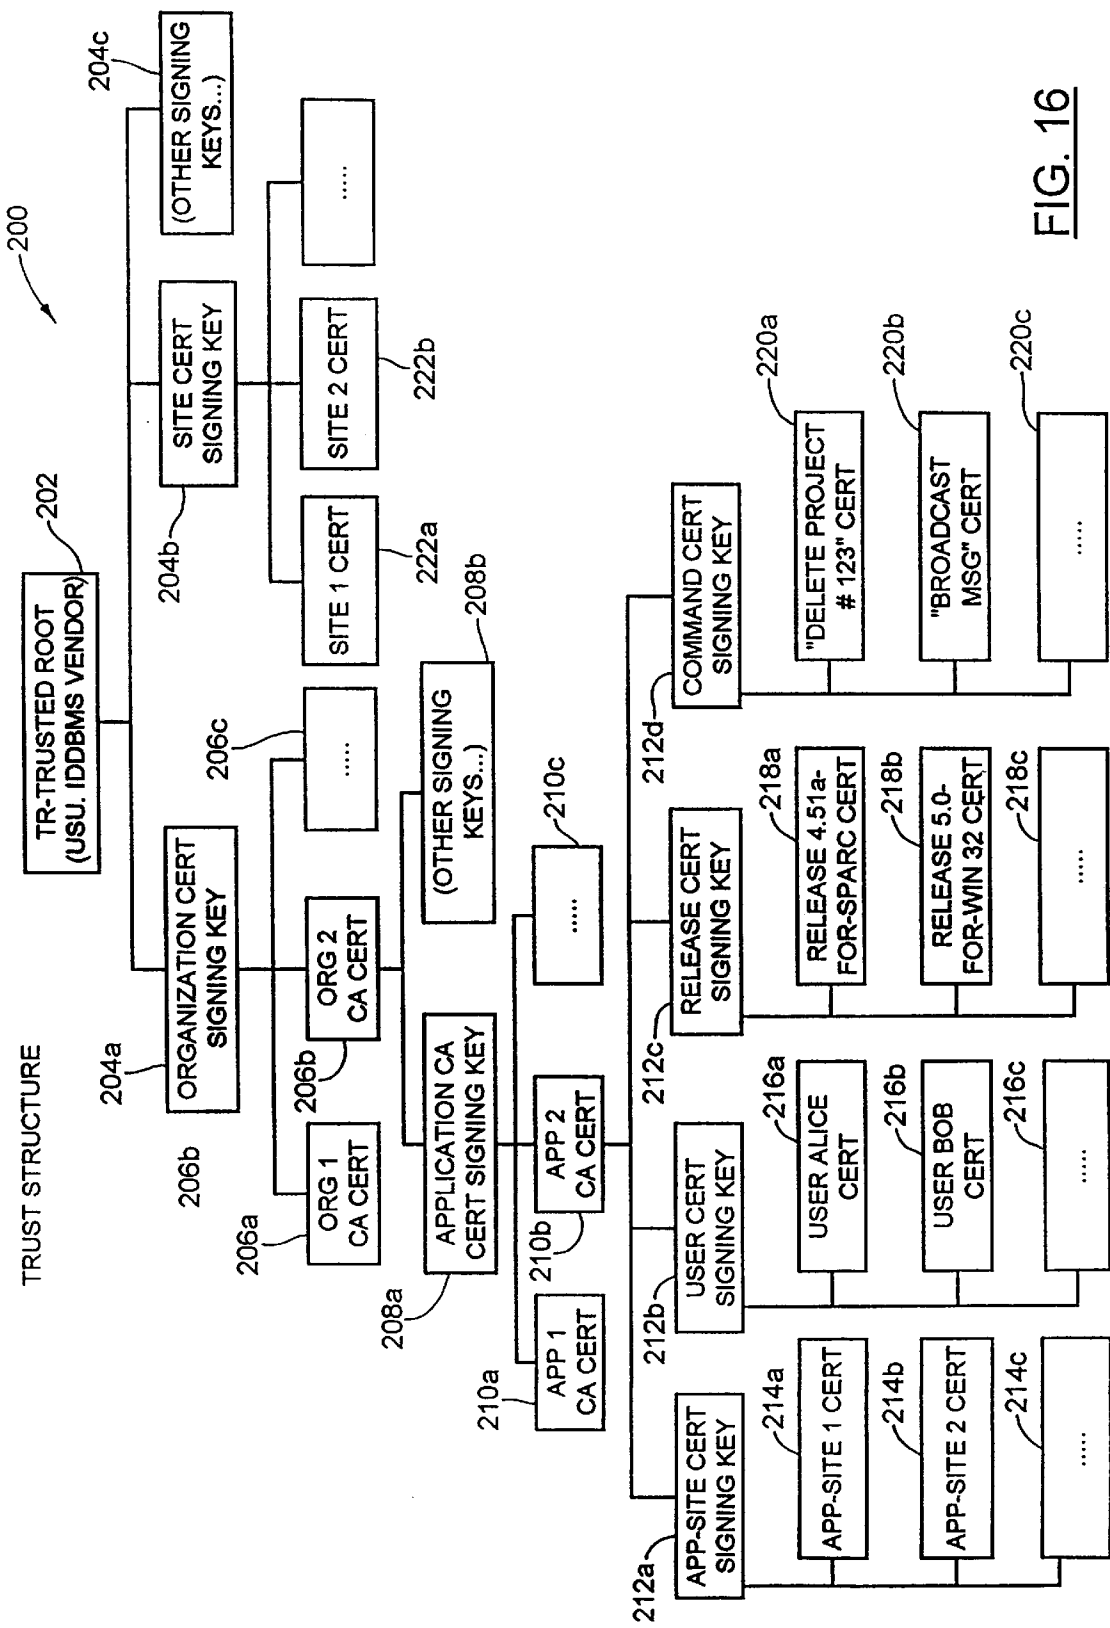 TRUST STRUCTURE
200
TR-TRUSTED ROOT
(USU. IDDBMS VENDOR)
202
204a
ORGANIZATION CERT
SIGNING KEY
206b
204b
SITE CERT
SIGNING KEY
204c
(OTHER SIGNING
KEYS...)
206a
ORG 1
CA CERT
206b
ORG 2
CA CERT
206c
.....
SITE 1 CERT
222a
SITE 2 CERT
222b
.....
208a
APPLICATION CA
CERT SIGNING KEY
208b
(OTHER SIGNING
KEYS...)
210a
APP 1
CA CERT
210b
APP 2
CA CERT
210c
.....
212a
APP-SITE CERT
SIGNING KEY
212b
USER CERT
SIGNING KEY
212c
RELEASE CERT
SIGNING KEY
212d
COMMAND CERT
SIGNING KEY
214a
APP-SITE 1 CERT
214b
APP-SITE 2 CERT
214c
.....
216a
USER ALICE
CERT
216b
USER BOB
CERT
216c
.....
218a
RELEASE 4.51a-
FOR-SPARC CERT
218b
RELEASE 5.0-
FOR-WIN 32 CERT
218c
.....
220a
"DELETE PROJECT
# 123" CERT
220b
"BROADCAST
MSG" CERT
220c
.....
FIG. 16